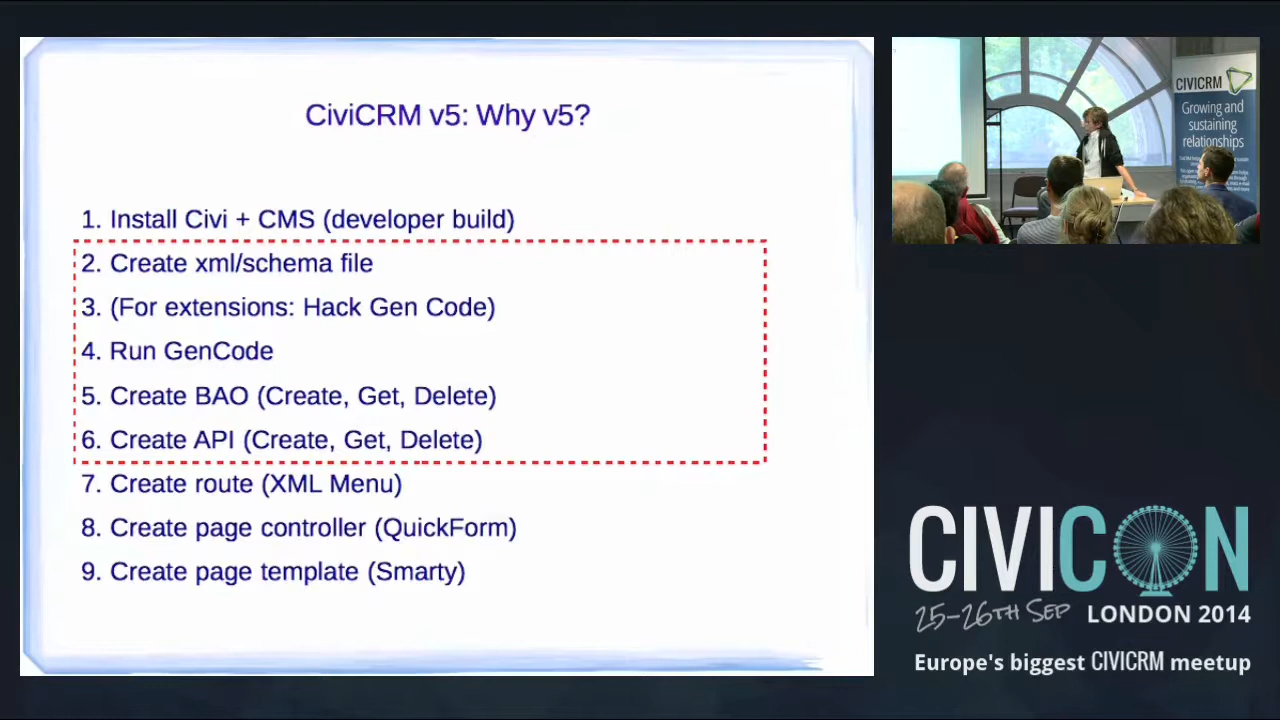 CiviCRM v5: Why v5?
1. Install Civi + CMS (developer build)
2. Create xml/schema file
3. (For extensions: Hack Gen Code)
4. Run GenCode
5. Create BAO (Create, Get, Delete)
6. Create API (Create, Get, Delete)
7. Create route (XML Menu)
8. Create page controller (QuickForm)
9. Create page template (Smarty)
CIVICRM
Growing and
sustaining
relationships
CIVICON
25-26TH SEP LONDON 2014
Europe's biggest CIVICRM meetup